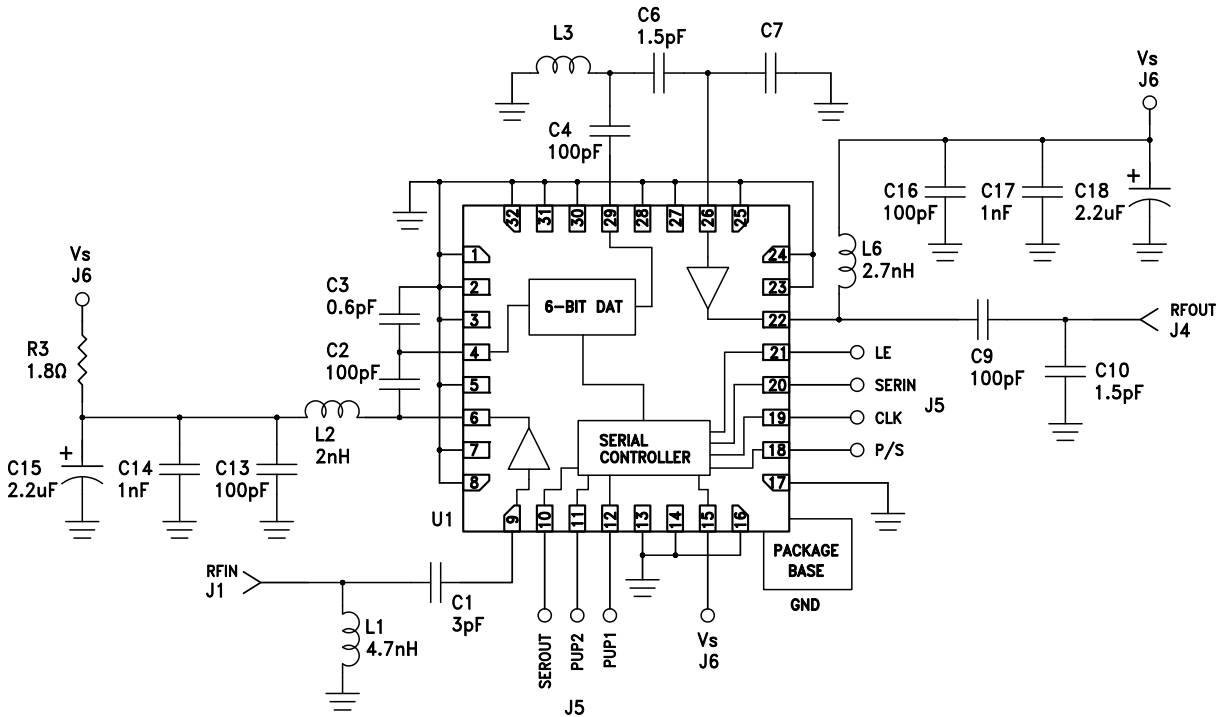 L3
C6
1.5pF
C7
Vs
J6
C4
100pF
C16
100pF
C17
1nF
+
C18
2.2uF
32
31
30
29
28
27
26
25
Vs
J6
L6
2.7nH
1
2
3
4
5
6
7
8
24
23
22
21
20
19
18
17
C3
0.6pF
6-BIT DAT
RFOUT
J4
R3
1.8Ω
C2
100pF
LE
SERIN
CLK
P/S
J5
C9
100pF
C10
1.5pF
L2
2nH
+
C15
2.2uF
C14
1nF
C13
100pF
SERIAL
CONTROLLER
U1
9
10
11
12
13
14
15
16
PACKAGE
BASE
GND
RFIN
J1
C1
3pF
L1
4.7nH
SEROUT
PUP2
PUP1
Vs
J6
J5